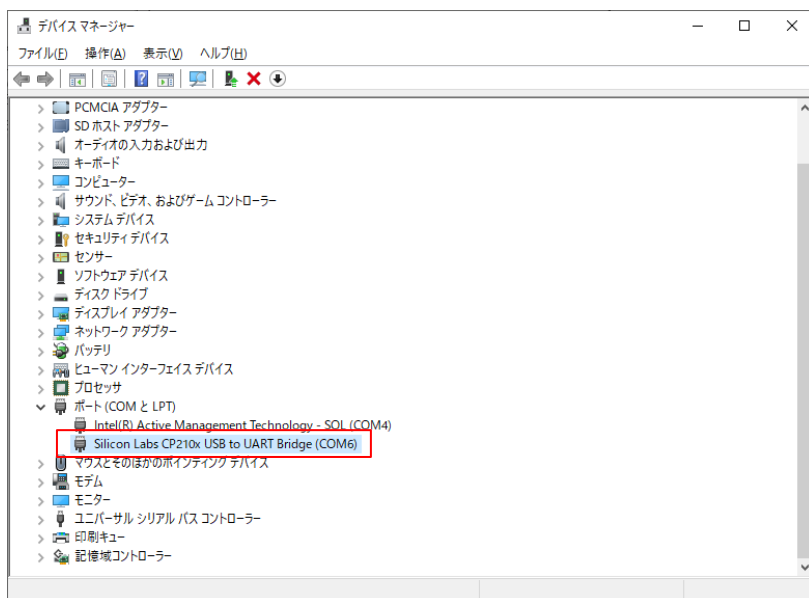 デバイス マネージャー
ファイル(F) 操作(A) 表示(V) ヘルプ(H)
PCMCIA アダプター
SD ホスト アダプター
オーディオの入力および出力
キーボード
コンピューター
サウンド、ビデオ、およびゲーム コントローラー
システム デバイス
セキュリティ デバイス
センサー
ソフトウェア デバイス
ディスク ドライブ
ディスプレイ アダプター
ネットワーク アダプター
バッテリ
ヒューマン インターフェイス デバイス
プロセッサ
ポート (COM と LPT)
Intel(R) Active Management Technology - SOL (COM4)
Silicon Labs CP210x USB to UART Bridge (COM6)
マウスとそのほかのポインティング デバイス
モデム
モニター
ユニバーサル シリアル バス コントローラー
印刷キュー
記憶域コントローラー